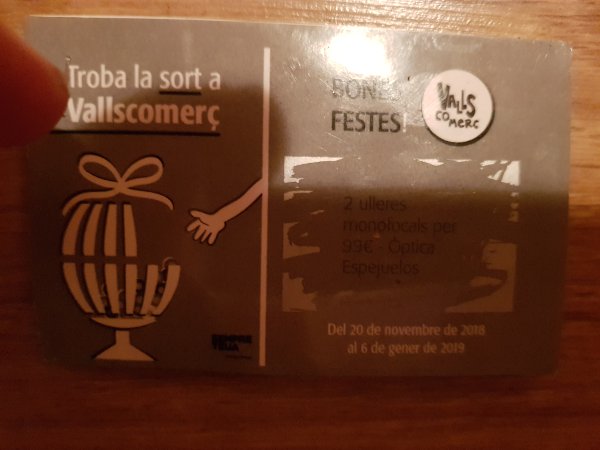 Troba la sort a
Vallscomerç
BONES
FESTES
VALLS
COMERÇ
2 ulleres
monofocals per
99€ - Òptica
Espejuelos
Del 20 de novembre de 2018
al 6 de gener de 2019